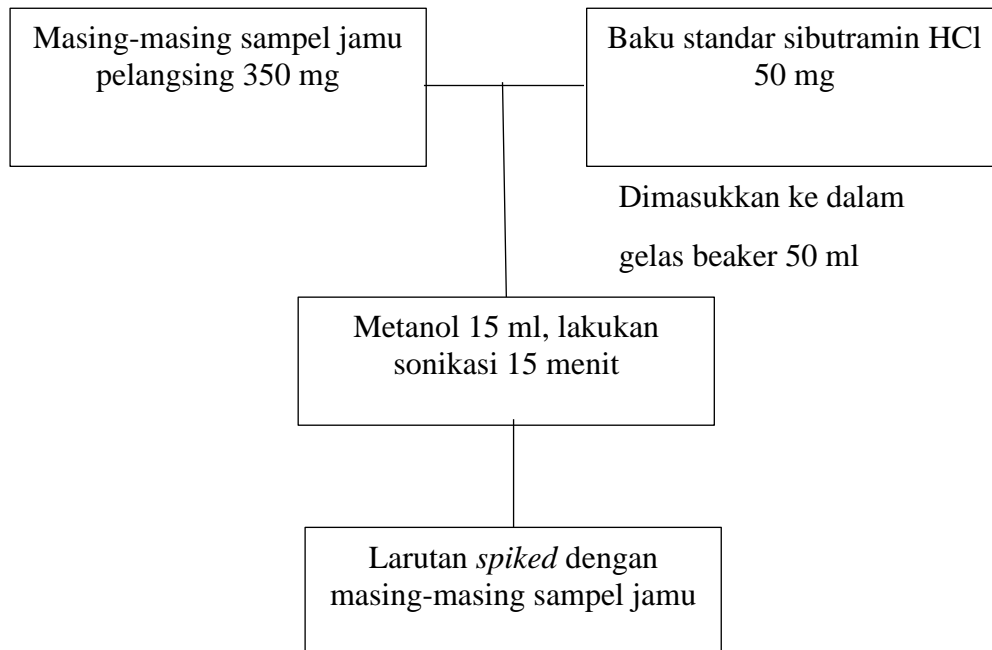 Masing-masing sampel jamu
pelangsing 350 mg
Baku standar sibutramin HCl
50 mg
Dimasukkan ke dalam
gelas beaker 50 ml
Metanol 15 ml, lakukan
sonikasi 15 menit
Larutan spiked dengan
masing-masing sampel jamu